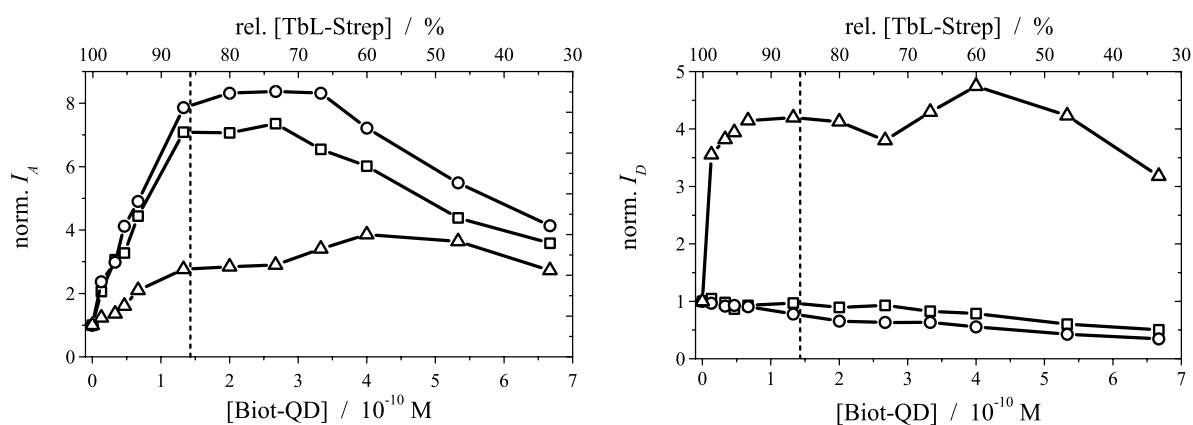 rel. [TbL-Strep] / %
100 90 80 70 60 50 40 30
norm. I_A
8
6
4
2
0
0 1 2 3 4 5 6 7
[Biot-QD] / 10^-10 M
rel. [TbL-Strep] / %
100 90 80 70 60 50 40 30
norm. I_D
5
4
3
2
1
0
0 1 2 3 4 5 6 7
[Biot-QD] / 10^-10 M